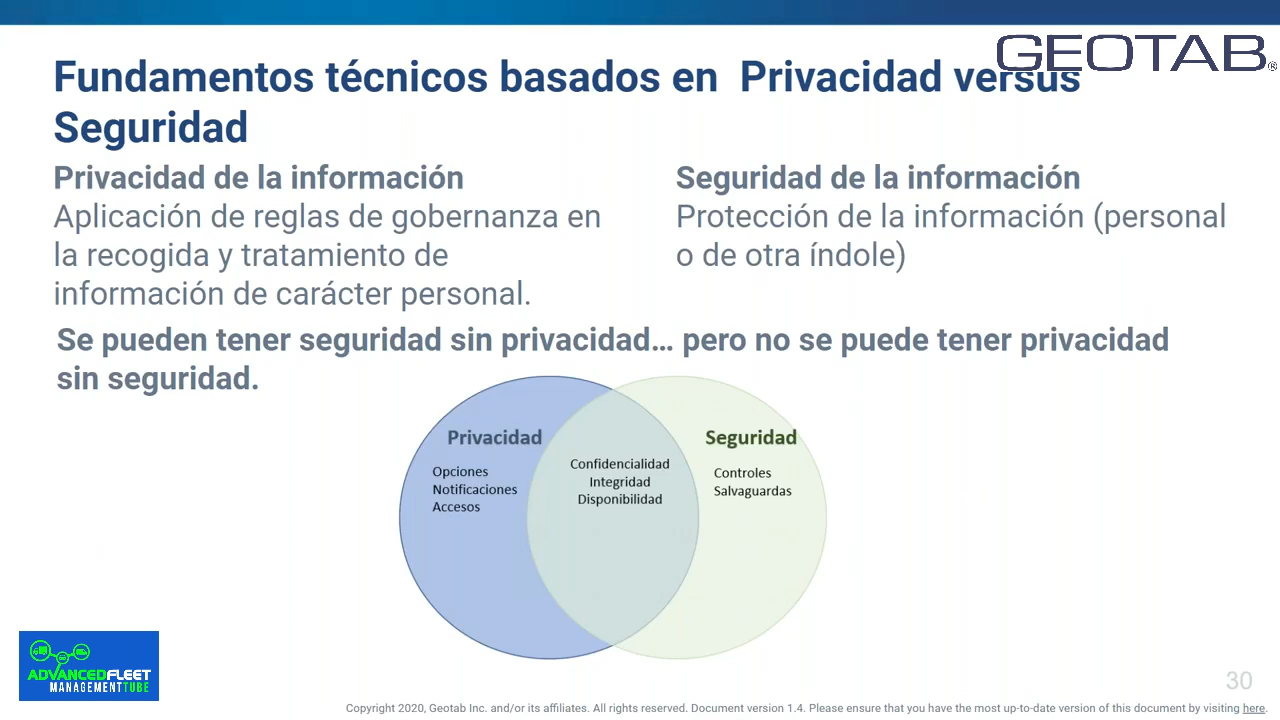 GEOTAB®
Fundamentos técnicos basados en Privacidad versus
Seguridad
Privacidad de la información
Aplicación de reglas de gobernanza en
la recogida y tratamiento de
información de carácter personal.
Seguridad de la información
Protección de la información (personal
o de otra índole)
Se pueden tener seguridad sin privacidad... pero no se puede tener privacidad
sin seguridad.
Privacidad
Opciones
Notificaciones
Accesos
Confidencialidad
Integridad
Disponibilidad
Seguridad
Controles
Salvaguardas
ADVANCEDFLEET
MANAGEMENTTUBE
30
Copyright 2020, Geotab Inc. and/or its affiliates. All rights reserved. Document version 1.4. Please ensure that you have the most up-to-date version of this document by visiting here.